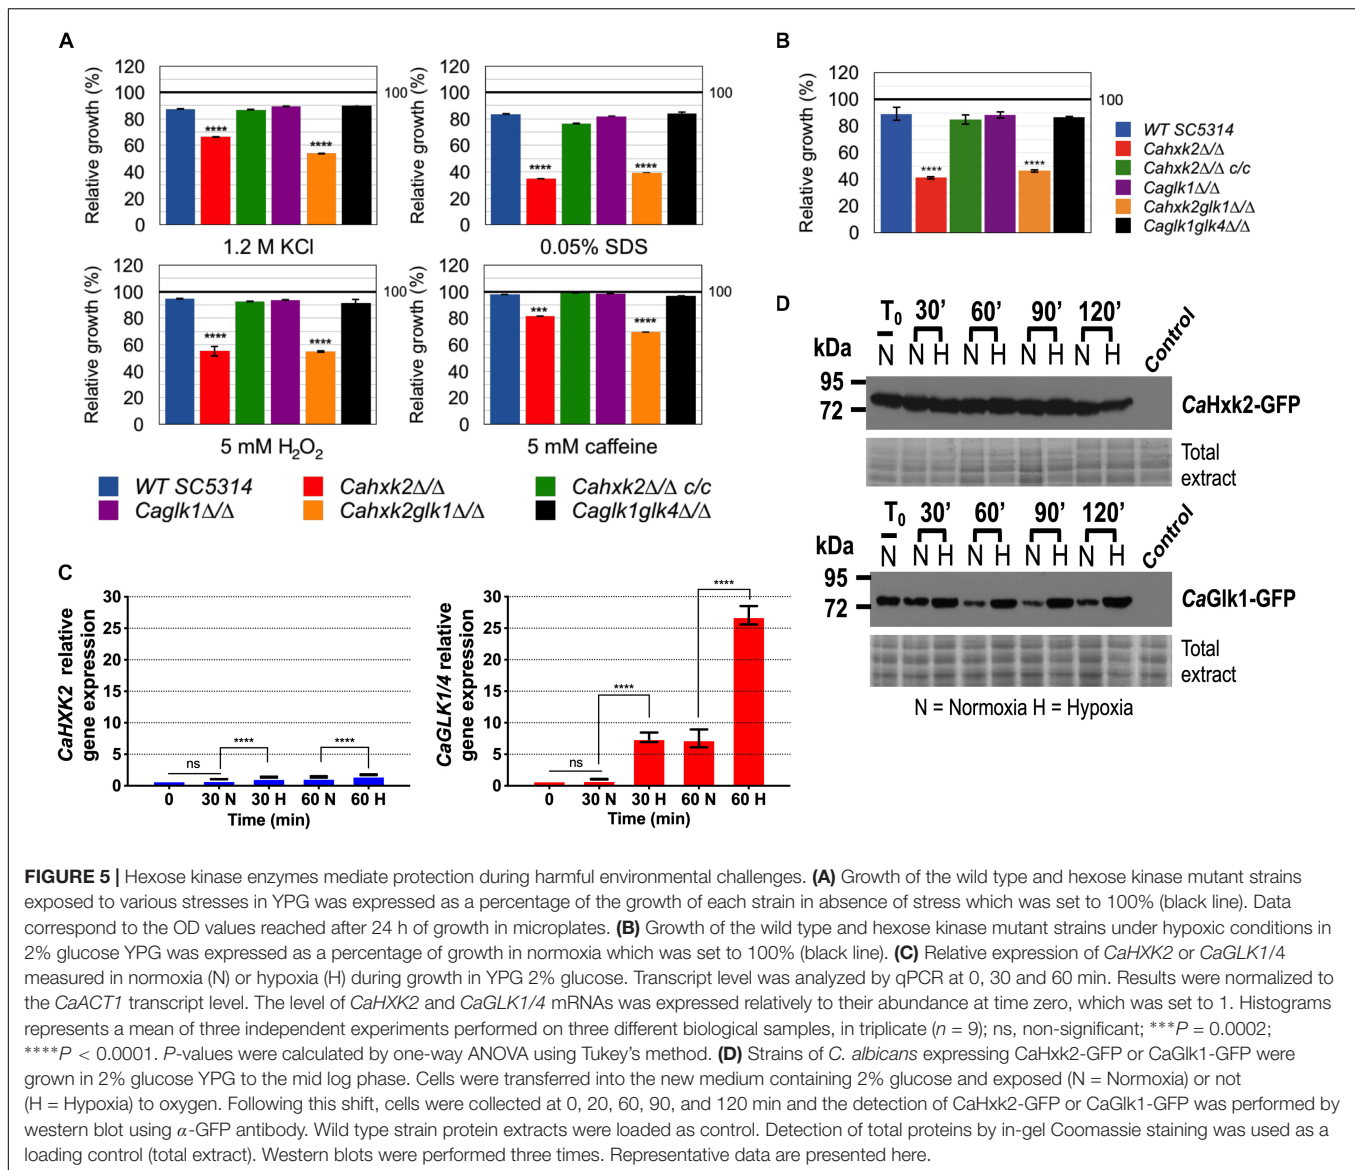 A
120
100
80
60
40
20
0
Relative growth (%)
****
****
100
1.2 M KCl
120
100
80
60
40
20
0
Relative growth (%)
****
****
100
0.05% SDS
120
100
80
60
40
20
0
Relative growth (%)
****
****
100
5 mM H₂O₂
120
100
80
60
40
20
0
Relative growth (%)
***
****
100
5 mM caffeine
WT SC5314
Cahxk2Δ/Δ
Cahxk2Δ/Δ c/c
Caglk1Δ/Δ
Cahxk2glk1Δ/Δ
Caglk1glk4Δ/Δ
B
120
100
80
60
40
20
0
Relative growth (%)
****
****
100
WT SC5314
Cahxk2Δ/Δ
Cahxk2Δ/Δ c/c
Caglk1Δ/Δ
Cahxk2glk1Δ/Δ
Caglk1glk4Δ/Δ
C
CaHXK2 relative
gene expression
30
25
20
15
10
5
0
ns
****
****
0 30 N 30 H 60 N 60 H
Time (min)
CaGLK1/4 relative
gene expression
30
25
20
15
10
5
0
ns
****
****
0 30 N 30 H 60 N 60 H
Time (min)
D
T₀ 30' 60' 90' 120'
kDa N N H N H N H N H Control
95
72
CaHxk2-GFP
Total
extract
T₀ 30' 60' 90' 120'
kDa N N H N H N H N H Control
95
72
CaGlk1-GFP
Total
extract
N = Normoxia H = Hypoxia
FIGURE 5 | Hexose kinase enzymes mediate protection during harmful environmental challenges. (A) Growth of the wild type and hexose kinase mutant strains
exposed to various stresses in YPG was expressed as a percentage of the growth of each strain in absence of stress which was set to 100% (black line). Data
correspond to the OD values reached after 24 h of growth in microplates. (B) Growth of the wild type and hexose kinase mutant strains under hypoxic conditions in
2% glucose YPG was expressed as a percentage of growth in normoxia which was set to 100% (black line). (C) Relative expression of CaHXK2 or CaGLK1/4
measured in normoxia (N) or hypoxia (H) during growth in YPG 2% glucose. Transcript level was analyzed by qPCR at 0, 30 and 60 min. Results were normalized to
the CaACT1 transcript level. The level of CaHXK2 and CaGLK1/4 mRNAs was expressed relatively to their abundance at time zero, which was set to 1. Histograms
represents a mean of three independent experiments performed on three different biological samples, in triplicate (n = 9); ns, non-significant; ***P = 0.0002;
****P < 0.0001. P-values were calculated by one-way ANOVA using Tukey's method. (D) Strains of C. albicans expressing CaHxk2-GFP or CaGlk1-GFP were
grown in 2% glucose YPG to the mid log phase. Cells were transferred into the new medium containing 2% glucose and exposed (N = Normoxia) or not
(H = Hypoxia) to oxygen. Following this shift, cells were collected at 0, 20, 60, 90, and 120 min and the detection of CaHxk2-GFP or CaGlk1-GFP was performed by
western blot using α-GFP antibody. Wild type strain protein extracts were loaded as control. Detection of total proteins by in-gel Coomassie staining was used as a
loading control (total extract). Western blots were performed three times. Representative data are presented here.